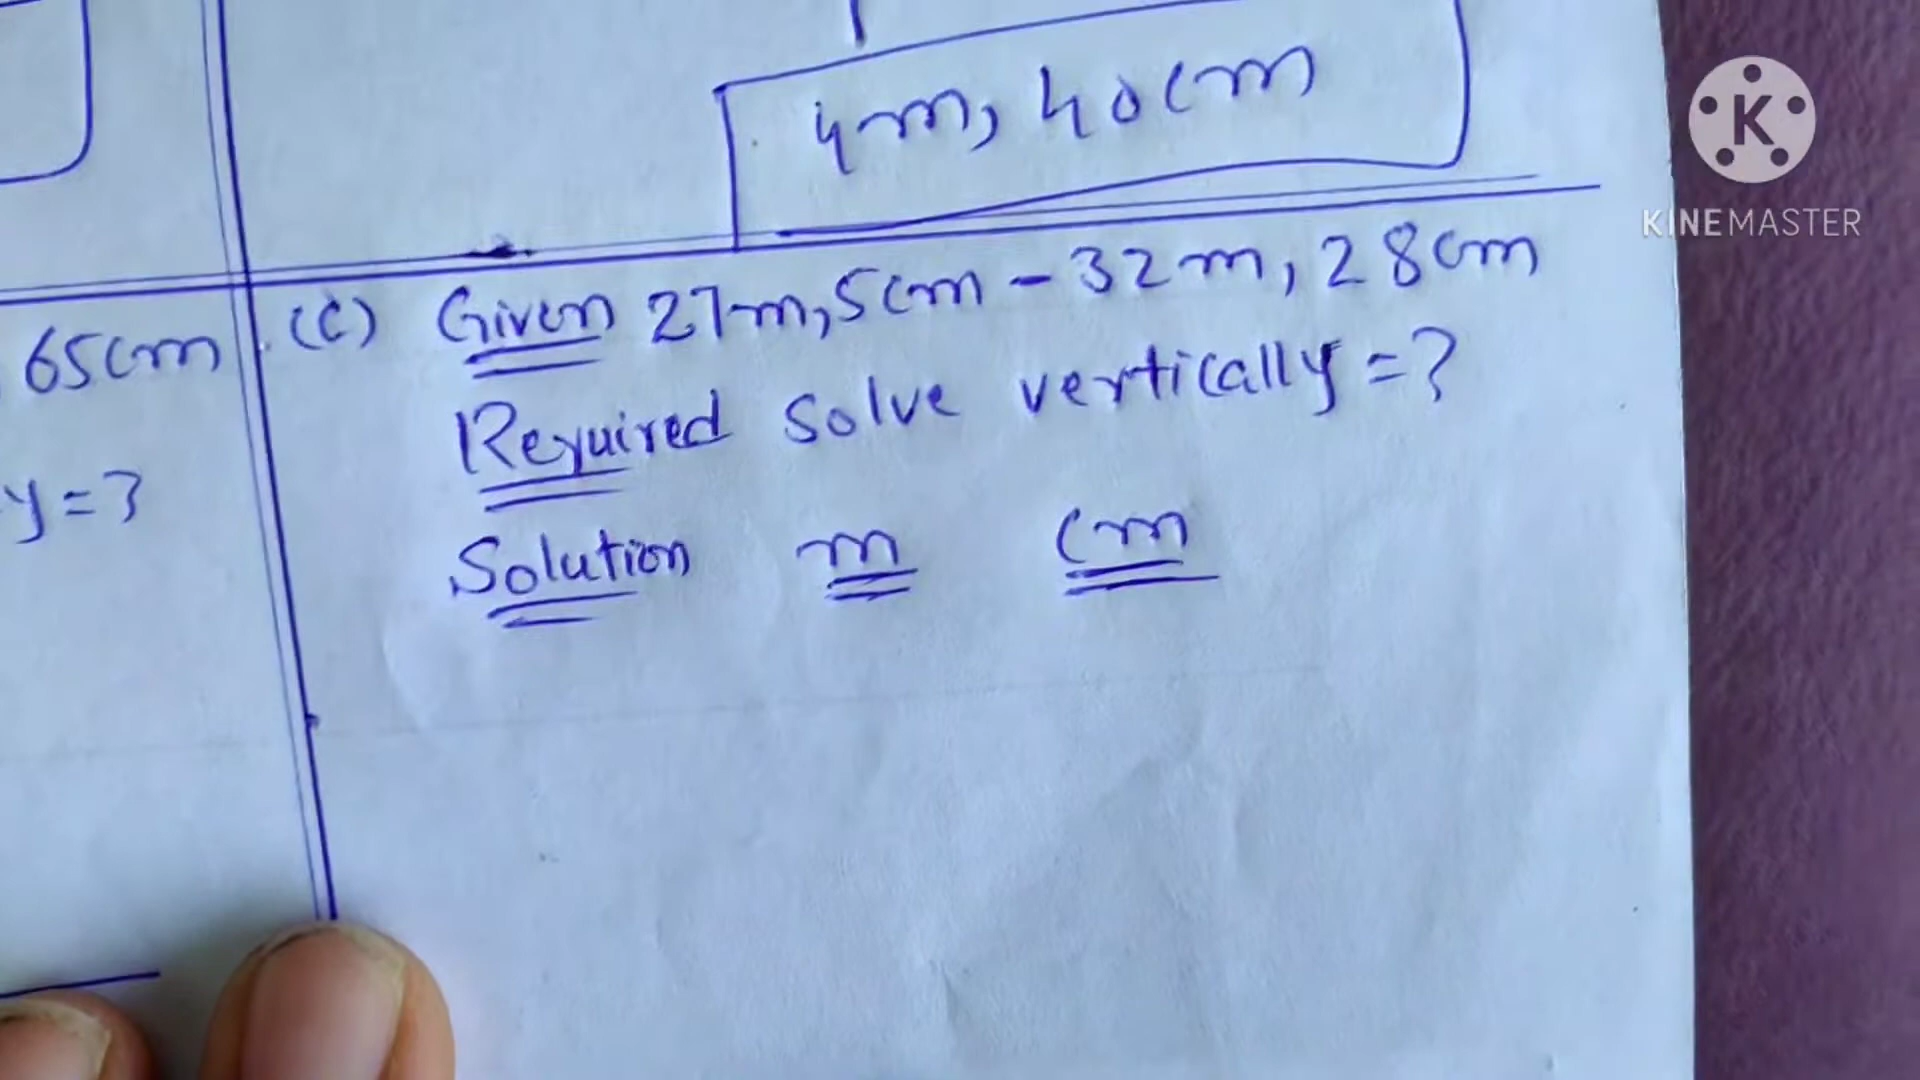 4m, 40cm
K
KINEMASTER
65cm
(C) Given 27m, 5cm - 32m, 28cm
Required solve vertically = ?
y = ?
Solution m cm